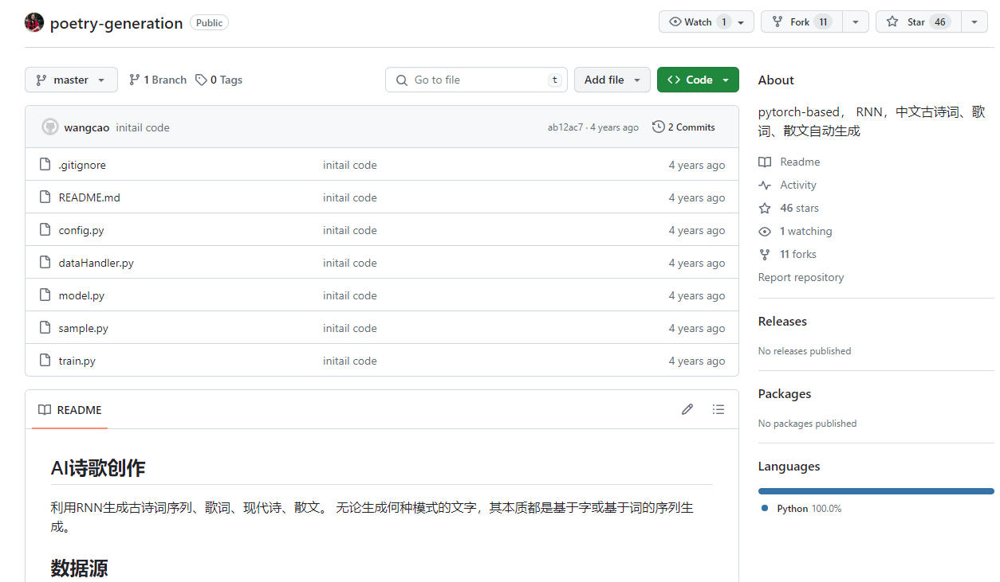 poetry-generation Public Watch 1 Fork 11 Star 46
master 1 Branch 0 Tags Go to file t Add file Code
wangcao initail code ab12ac7 · 4 years ago 2 Commits
.gitignore initail code 4 years ago
README.md initail code 4 years ago
config.py initail code 4 years ago
dataHandler.py initail code 4 years ago
model.py initail code 4 years ago
sample.py initail code 4 years ago
train.py initail code 4 years ago
README
AI诗歌创作
利用RNN生成古诗词序列、歌词、现代诗、散文。 无论生成何种模式的文字，其本质都是基于字或基于词的序列生
成。
数据源
About
pytorch-based， RNN，中文古诗词、歌
词、散文自动生成
Readme
Activity
46 stars
1 watching
11 forks
Report repository
Releases
No releases published
Packages
No packages published
Languages
Python 100.0%